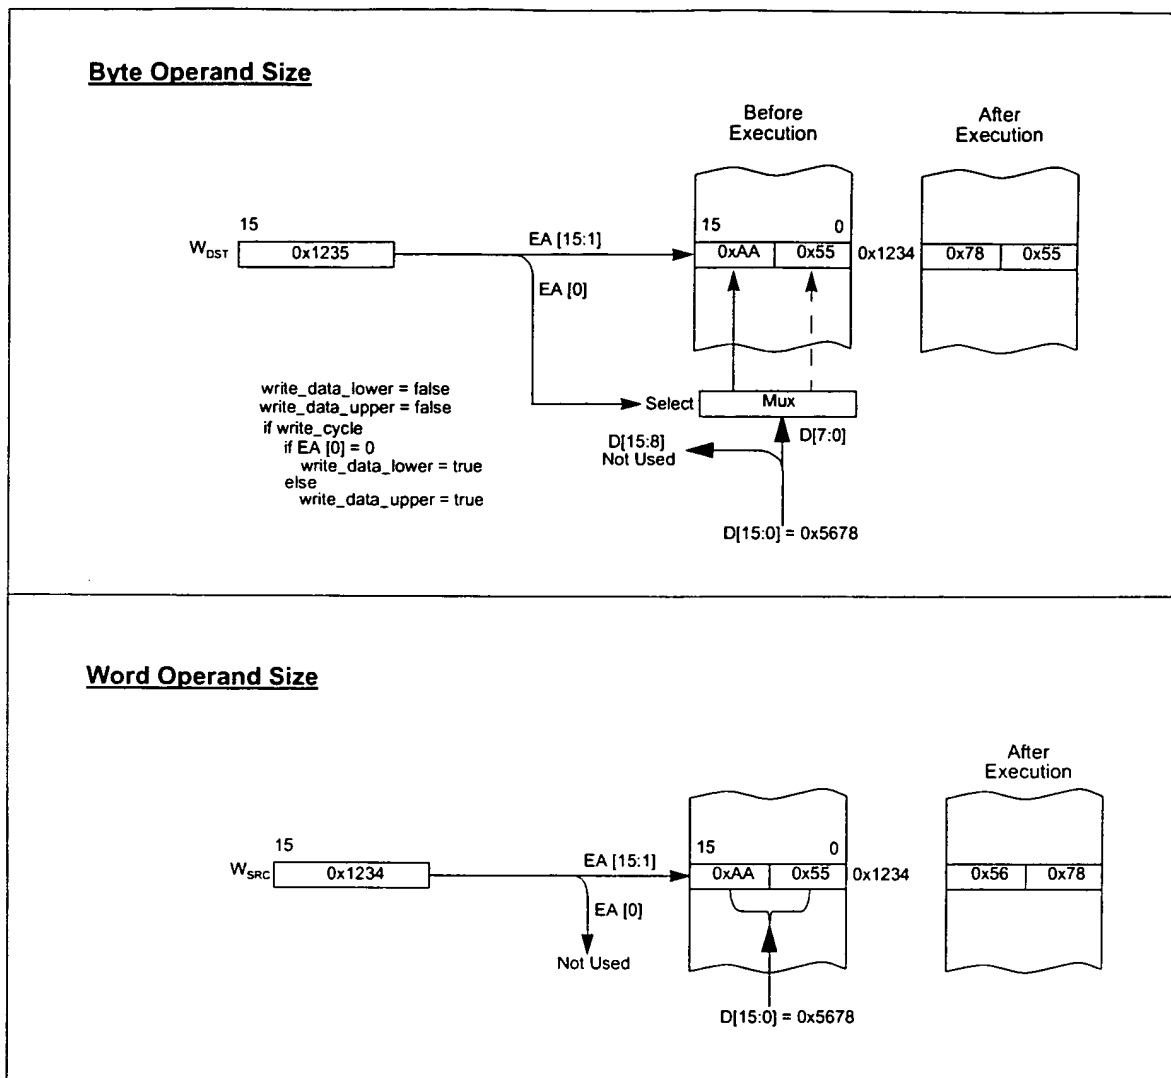 Byte Operand Size
Before
Execution
After
Execution
15
15
0
WDST
0x1235
EA [15:1]
0xAA
0x55
0x1234
0x78
0x55
EA [0]
write_data_lower = false
write_data_upper = false
if write_cycle
if EA [0] = 0
write_data_lower = true
else
write_data_upper = true
Select
Mux
D[15:8]
Not Used
D[7:0]
D[15:0] = 0x5678
Word Operand Size
After
Execution
15
15
0
WSRC
0x1234
EA [15:1]
0xAA
0x55
0x1234
0x56
0x78
EA [0]
Not Used
D[15:0] = 0x5678